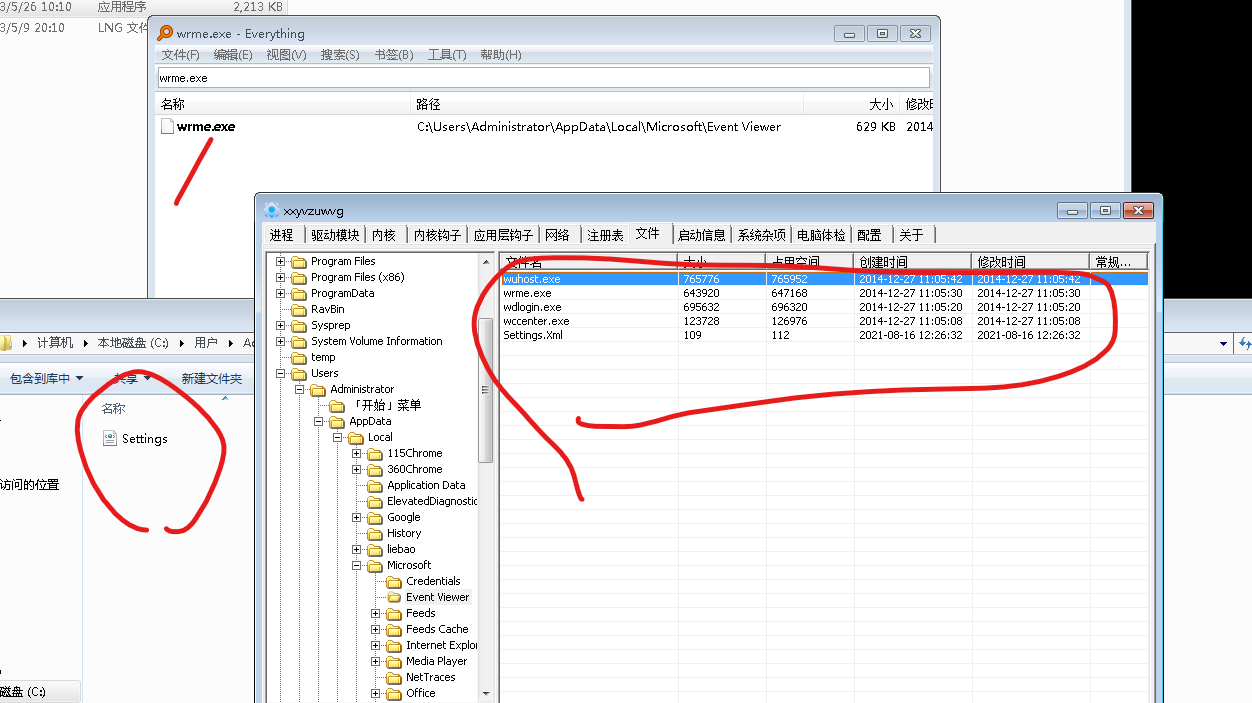 3/5/26 10:10 应用程序 2,213 KB
3/5/9 20:10 LNG 文件
wrme.exe - Everything
文件(F) 编辑(E) 视图(V) 搜索(S) 书签(B) 工具(T) 帮助(H)
wrme.exe
名称 路径 大小 修改
wrme.exe C:\Users\Administrator\AppData\Local\Microsoft\Event Viewer 629 KB 2014
xxyvzuwvg
进程 驱动模块 内核 内核钩子 应用层钩子 网络 注册表 文件 启动信息 系统杂项 电脑体检 配置 关于
Program Files
Program Files (x86)
ProgramData
RavBin
Sysprep
System Volume Information
temp
Users
Administrator
「开始」菜单
AppData
Local
115Chrome
360Chrome
Application Data
ElevatedDiagnostic
Google
History
liebao
Microsoft
Credentials
Event Viewer
Feeds
Feeds Cache
Internet Explo
Media Player
NetTraces
Office
文件名 大小 占用空间 创建时间 修改时间 常规...
wuhost.exe 765776 765952 2014-12-27 11:05:42 2014-12-27 11:05:42
wrme.exe 643920 647168 2014-12-27 11:05:30 2014-12-27 11:05:30
wdlogin.exe 695632 696320 2014-12-27 11:05:20 2014-12-27 11:05:20
wccenter.exe 123728 126976 2014-12-27 11:05:08 2014-12-27 11:05:08
Settings.Xml 109 112 2021-08-16 12:26:32 2021-08-16 12:26:32
计算机 本地磁盘 (C:) 用户
包含到库中 共享 新建文件夹
名称
Settings
访问的位置
磁盘 (C:)